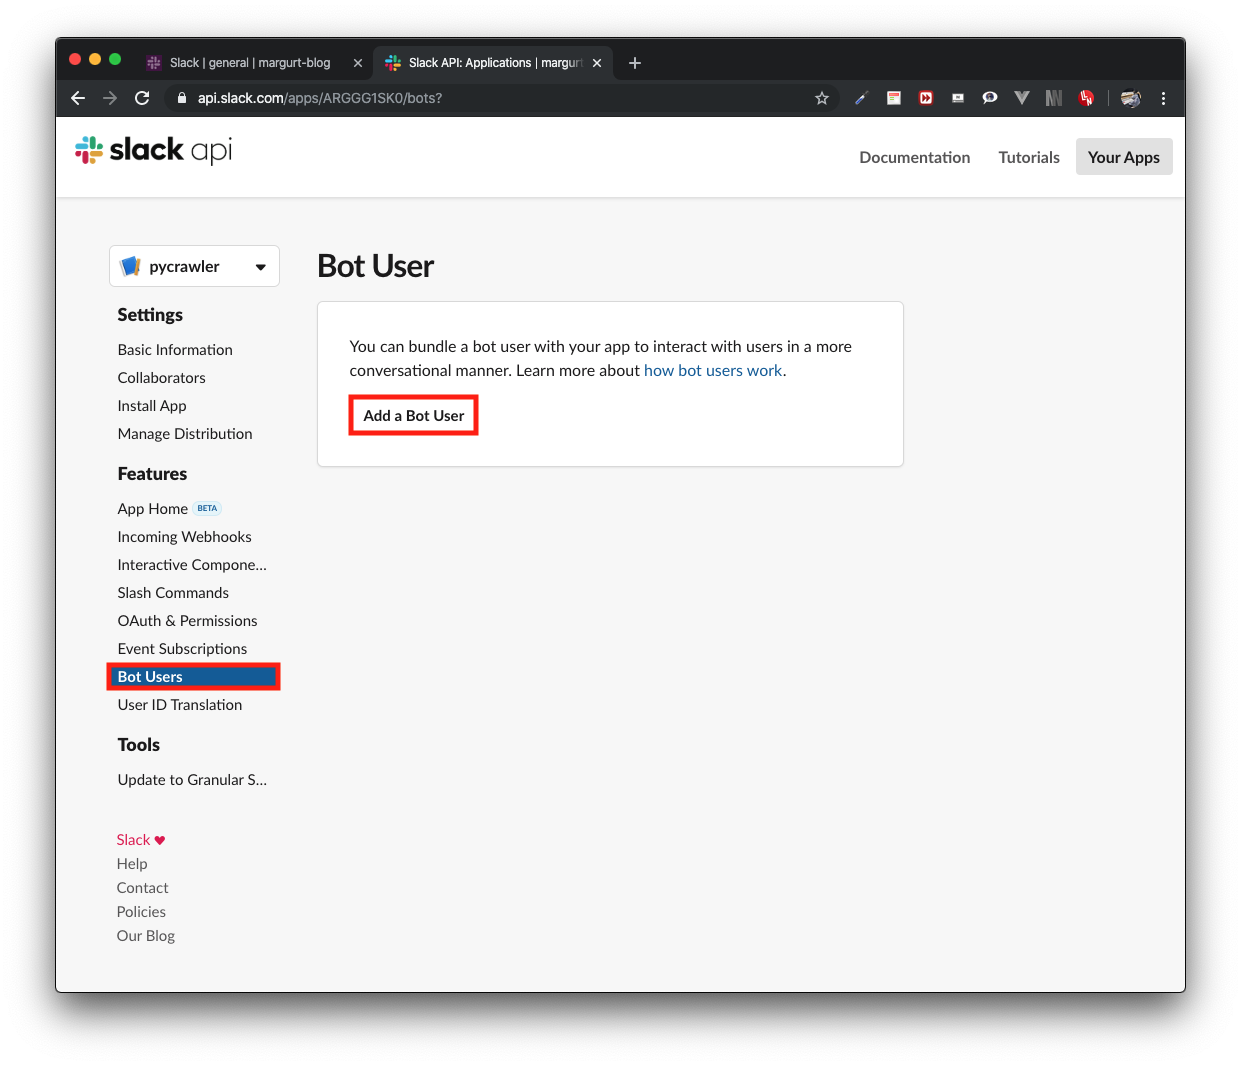 Slack | general | margurt-blog
Slack API: Applications | margurt
api.slack.com/apps/ARGGG1SK0/bots?
slack api
Documentation
Tutorials
Your Apps
pycrawler
Settings
Basic Information
Collaborators
Install App
Manage Distribution
Features
App Home BETA
Incoming Webhooks
Interactive Compone...
Slash Commands
OAuth & Permissions
Event Subscriptions
Bot Users
User ID Translation
Tools
Update to Granular S...
Slack ♥
Help
Contact
Policies
Our Blog
Bot User
You can bundle a bot user with your app to interact with users in a more
conversational manner. Learn more about how bot users work.
Add a Bot User